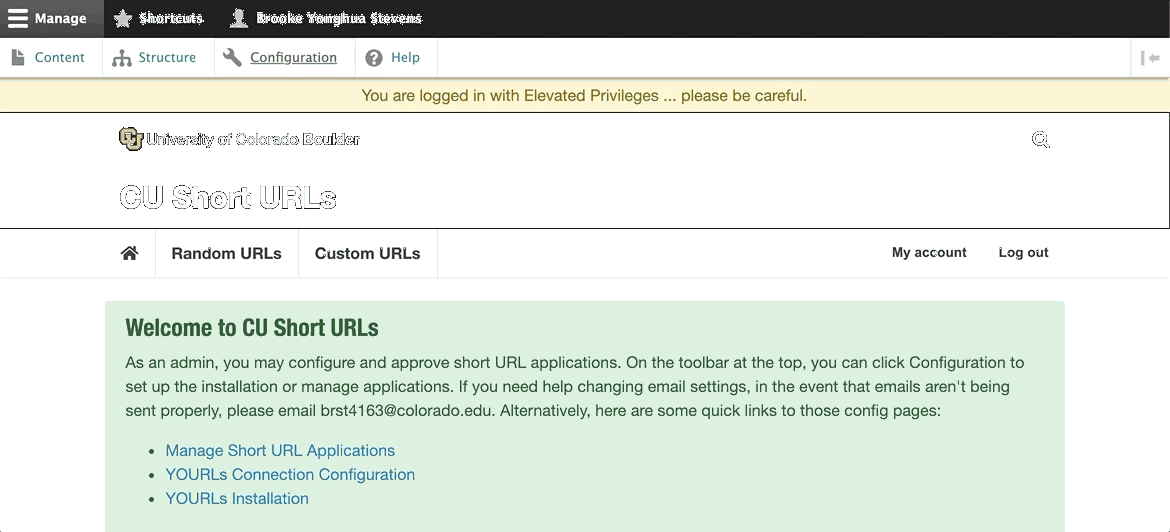 Manage Shortcuts Brooke Yonghua Stevens
Content Structure Configuration Help
You are logged in with Elevated Privileges ... please be careful.
CU University of Colorado Boulder
CU Short URLs
Random URLs Custom URLs My account Log out
Welcome to CU Short URLs
As an admin, you may configure and approve short URL applications. On the toolbar at the top, you can click Configuration to
set up the installation or manage applications. If you need help changing email settings, in the event that emails aren't being
sent properly, please email brst4163@colorado.edu. Alternatively, here are some quick links to those config pages:
• Manage Short URL Applications
• YOURLs Connection Configuration
• YOURLs Installation